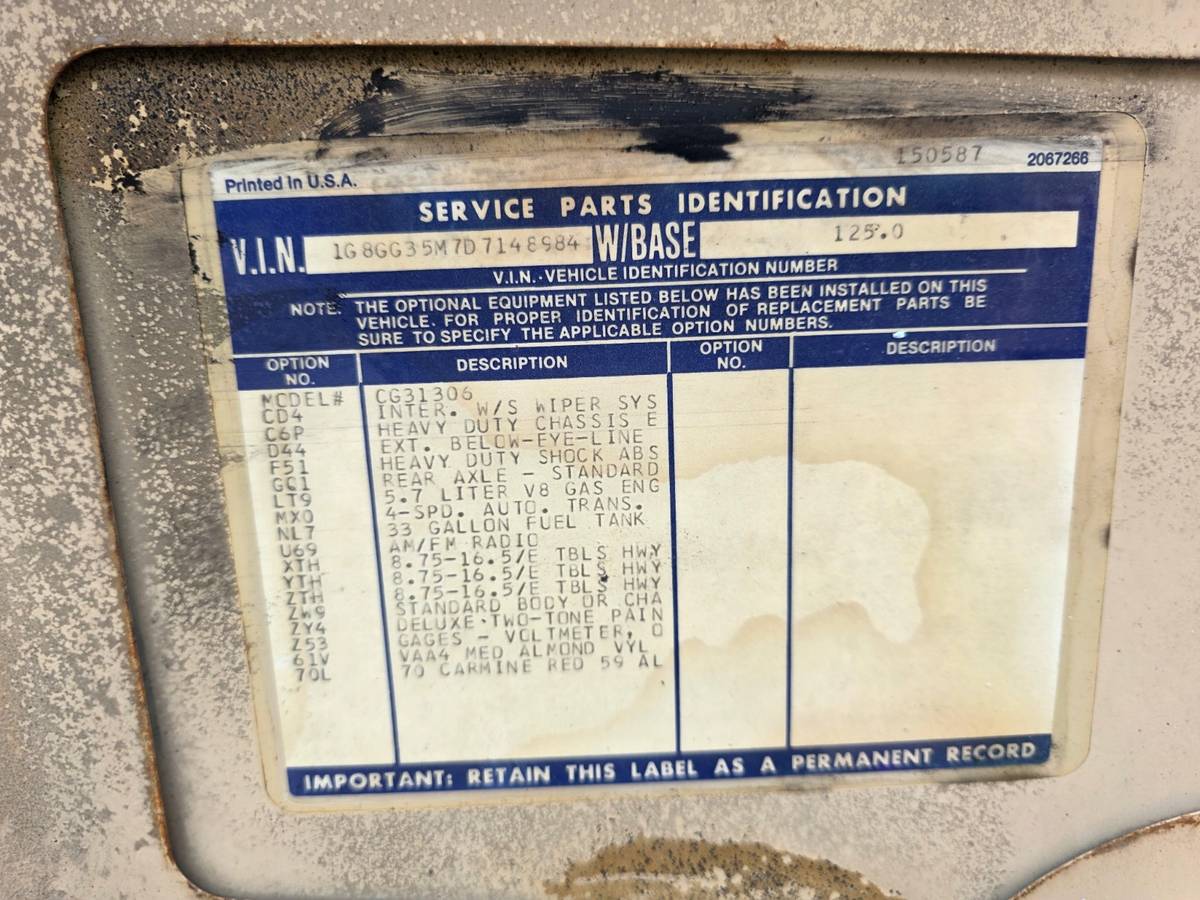 150587 2067266
Printed in U.S.A.
SERVICE PARTS IDENTIFICATION
V.I.N. 1G8GG35M7D7148984 W/BASE 125.0
V.I.N.-VEHICLE IDENTIFICATION NUMBER
NOTE: THE OPTIONAL EQUIPMENT LISTED BELOW HAS BEEN INSTALLED ON THIS
VEHICLE. FOR PROPER IDENTIFICATION OF REPLACEMENT PARTS BE
SURE TO SPECIFY THE APPLICABLE OPTION NUMBERS.
OPTION NO. DESCRIPTION OPTION NO. DESCRIPTION
MODEL# CG31306
CD4 INTER. W/S WIPER SYS
C6P HEAVY DUTY CHASSIS E
D44 EXT. BELOW-EYE-LINE
F51 HEAVY DUTY SHOCK ABS
GC1 REAR AXLE - STANDARD
LT9 5.7 LITER V8 GAS ENG
MX0 4-SPD. AUTO. TRANS.
NL7 33 GALLON FUEL TANK
U69 AM/FM RADIO
XTH 8.75-16.5/E TBLS HWY
YTH 8.75-16.5/E TBLS HWY
ZTH 8.75-16.5/E TBLS HWY
ZW9 STANDARD BODY OR CHA
ZY4 DELUXE TWO-TONE PAIN
Z53 GAGES - VOLTMETER, O
61V VAA4 MED ALMOND VYL
70L 70 CARMINE RED 59 AL
IMPORTANT: RETAIN THIS LABEL AS A PERMANENT RECORD